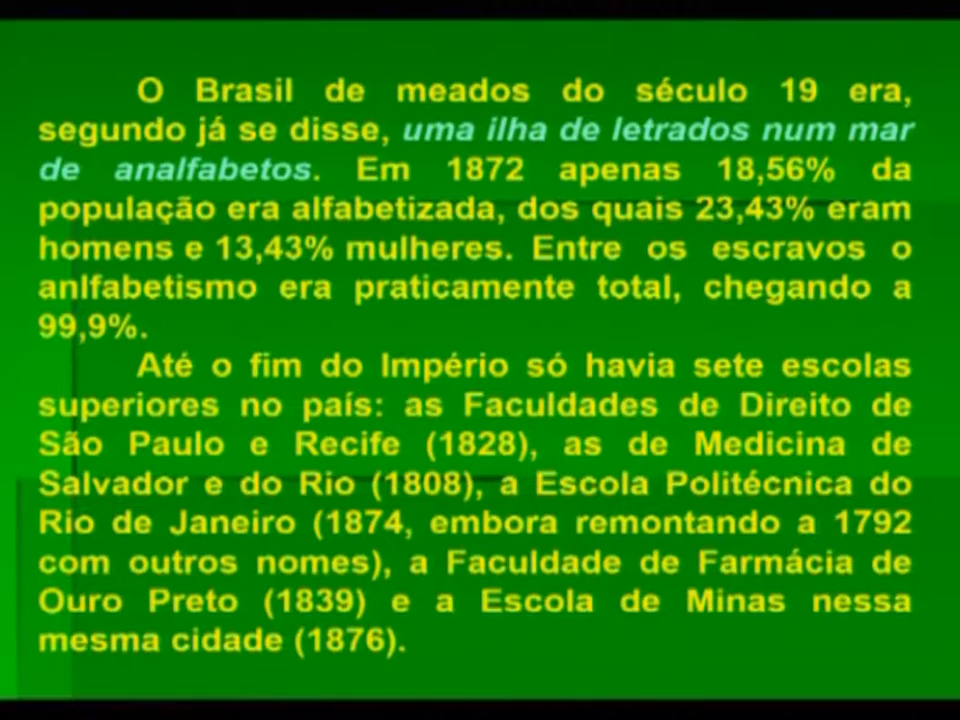 O Brasil de meados do século 19 era,
segundo já se disse, uma ilha de letrados num mar
de analfabetos. Em 1872 apenas 18,56% da
população era alfabetizada, dos quais 23,43% eram
homens e 13,43% mulheres. Entre os escravos o
anlfabetismo era praticamente total, chegando a
99,9%.
Até o fim do Império só havia sete escolas
superiores no país: as Faculdades de Direito de
São Paulo e Recife (1828), as de Medicina de
Salvador e do Rio (1808), a Escola Politécnica do
Rio de Janeiro (1874, embora remontando a 1792
com outros nomes), a Faculdade de Farmácia de
Ouro Preto (1839) e a Escola de Minas nessa
mesma cidade (1876).